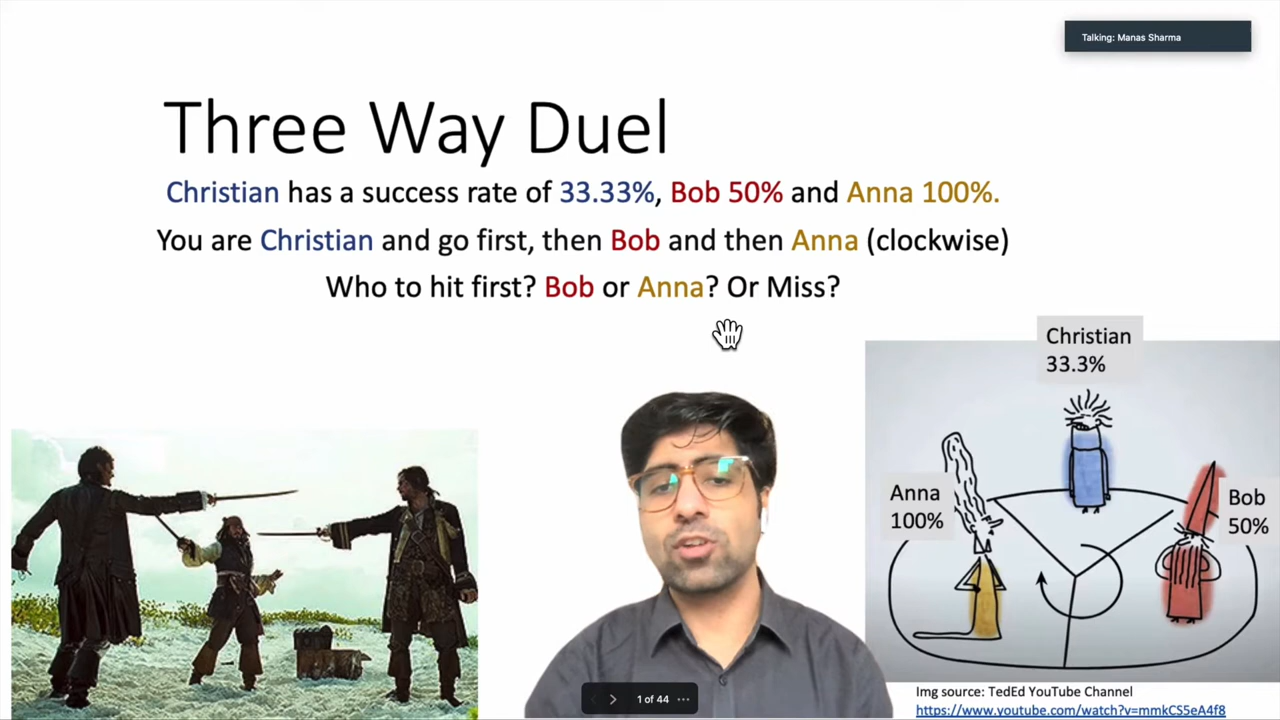 Talking: Manas Sharma
Three Way Duel
Christian has a success rate of 33.33%, Bob 50% and Anna 100%.
You are Christian and go first, then Bob and then Anna (clockwise)
Who to hit first? Bob or Anna? Or Miss?
Christian
33.3%
Anna
100%
Bob
50%
1 of 44
Img source: TedEd YouTube Channel
https://www.youtube.com/watch?v=mmkCS5eA4f8